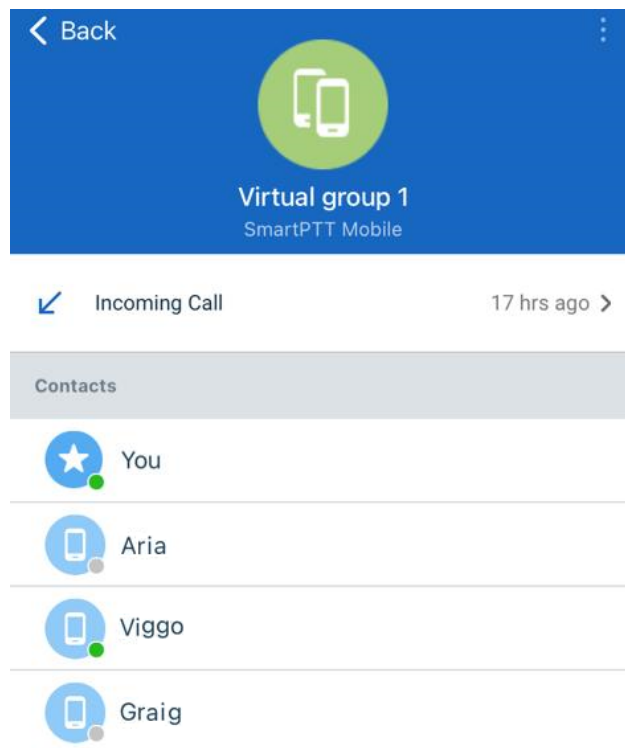 Back
Virtual group 1
SmartPTT Mobile
Incoming Call 17 hrs ago
Contacts
You
Aria
Viggo
Graig